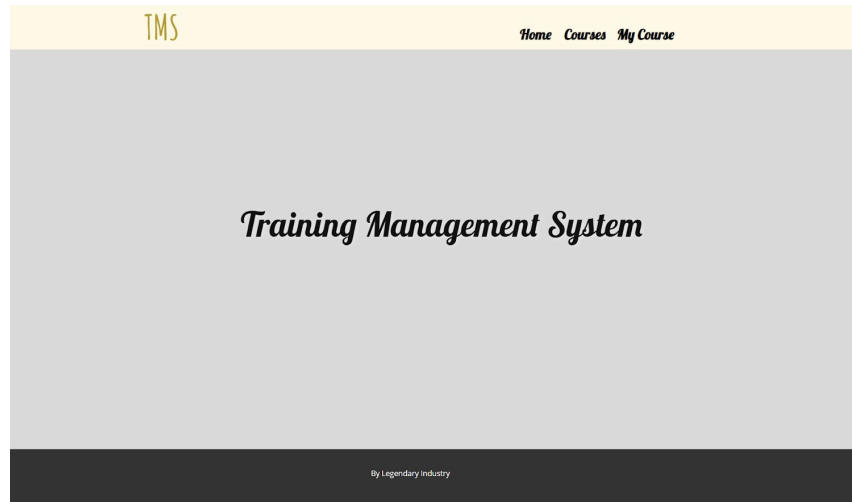 TMS
Home Courses My Course
Training Management System
By Legendary Industry